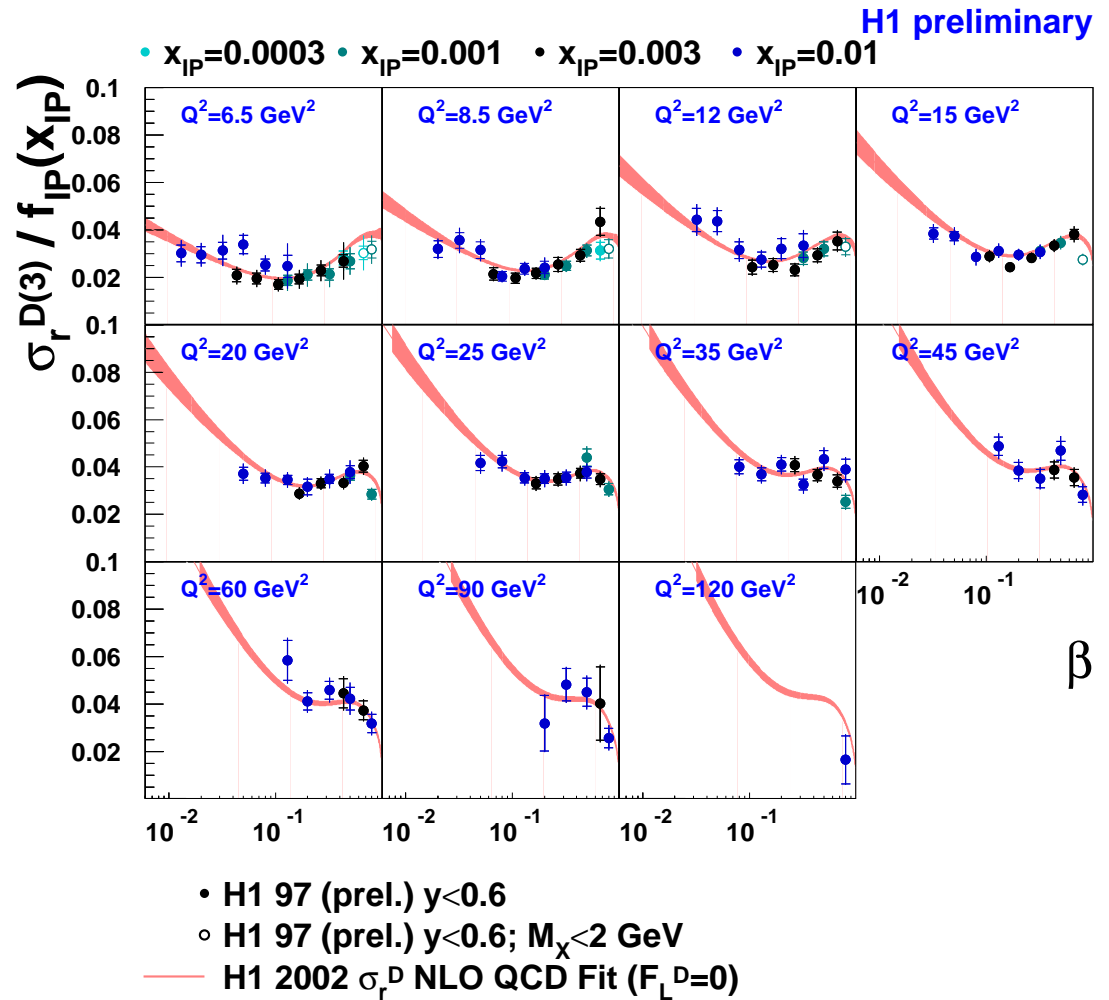 H1 preliminary
x_IP=0.0003 x_IP=0.001 x_IP=0.003 x_IP=0.01
σ_r^D(3) / f_IP(x_IP)
0.1
0.08
0.06
0.04
0.02
Q²=6.5 GeV² Q²=8.5 GeV² Q²=12 GeV² Q²=15 GeV²
0.1
0.08
0.06
0.04
0.02
Q²=20 GeV² Q²=25 GeV² Q²=35 GeV² Q²=45 GeV²
0.1
0.08
0.06
0.04
0.02
Q²=60 GeV² Q²=90 GeV² Q²=120 GeV²
10⁻² 10⁻¹
β
10⁻² 10⁻¹ 10⁻² 10⁻¹ 10⁻² 10⁻¹
H1 97 (prel.) y<0.6
H1 97 (prel.) y<0.6; M_X<2 GeV
H1 2002 σ_r^D NLO QCD Fit (F_L^D=0)